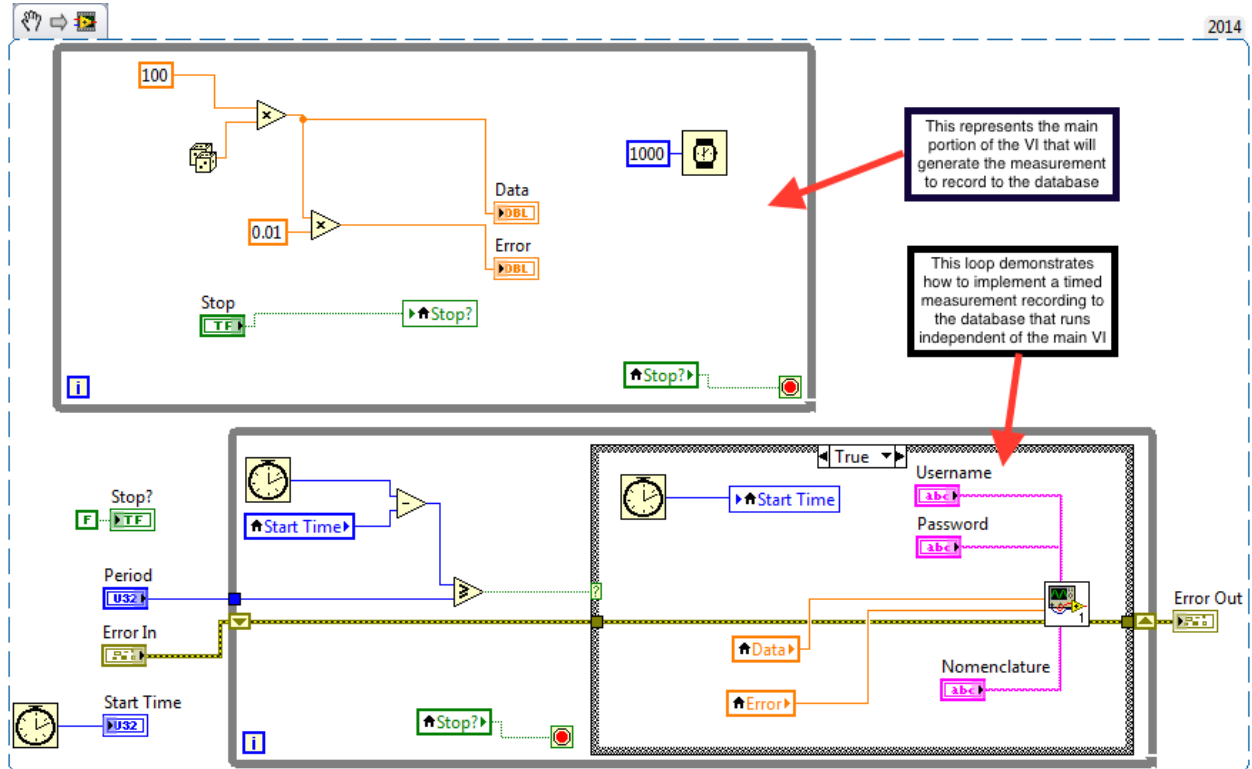 2014
100
This represents the main
portion of the VI that will
generate the measurement
to record to the database
1000
Data
DBL
0.01
Error
DBL
This loop demonstrates
how to implement a timed
measurement recording to
the database that runs
independent of the main VI
Stop
TF
Stop?
Stop?
i
True
Username
abc
Start Time
Stop?
F
TF
Start Time
Password
abc
Period
U32
?
1
Error In
Error Out
Data
Nomenclature
abc
Error
Start Time
U32
Stop?
i